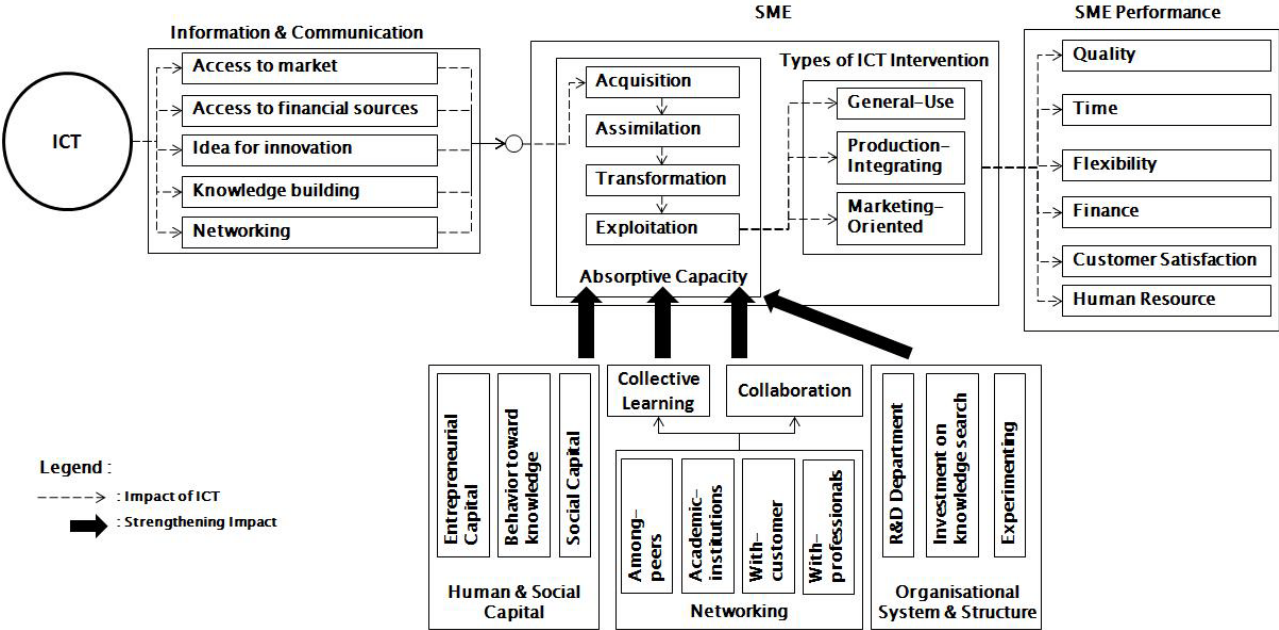 SME
SME Performance
Information & Communication
ICT
Access to market
Access to financial sources
Idea for innovation
Knowledge building
Networking
Acquisition
Assimilation
Transformation
Exploitation
Absorptive Capacity
Types of ICT Intervention
General-Use
Production-
Integrating
Marketing-
Oriented
Quality
Time
Flexibility
Finance
Customer Satisfaction
Human Resource
Entrepreneurial
Capital
Behavior toward
knowledge
Social Capital
Human & Social
Capital
Collective
Learning
Collaboration
Among-
peers
Academic-
institutions
With-
customer
With-
professionals
Networking
R&D Department
Investment on
knowledge search
Experimenting
Organisational
System & Structure
Legend :
: Impact of ICT
: Strengthening Impact